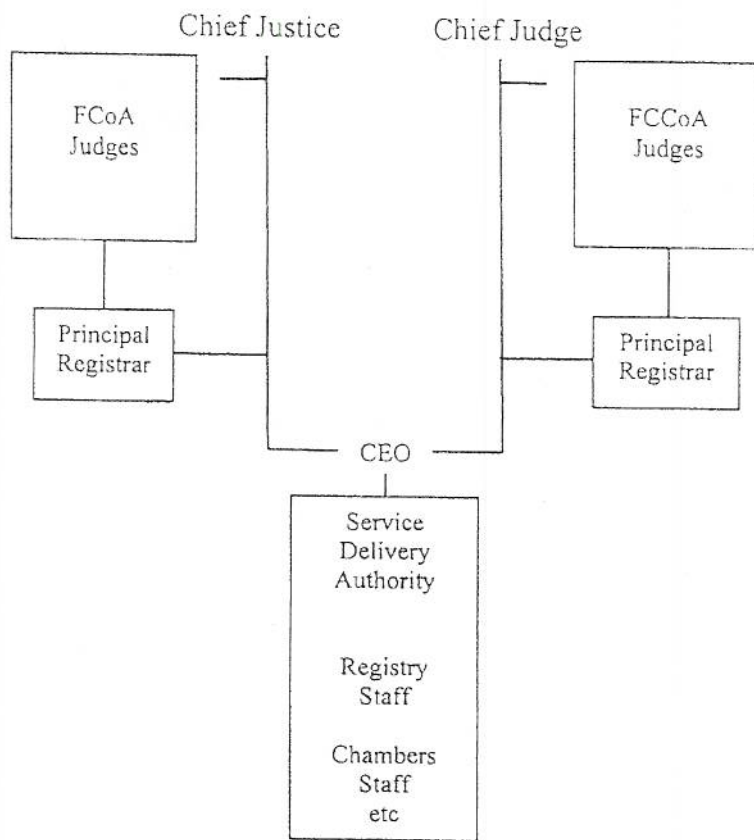 Chief Justice
Chief Judge
FCoA
Judges
FCCoA
Judges
Principal
Registrar
Principal
Registrar
CEO
Service
Delivery
Authority
Registry
Staff
Chambers
Staff
etc